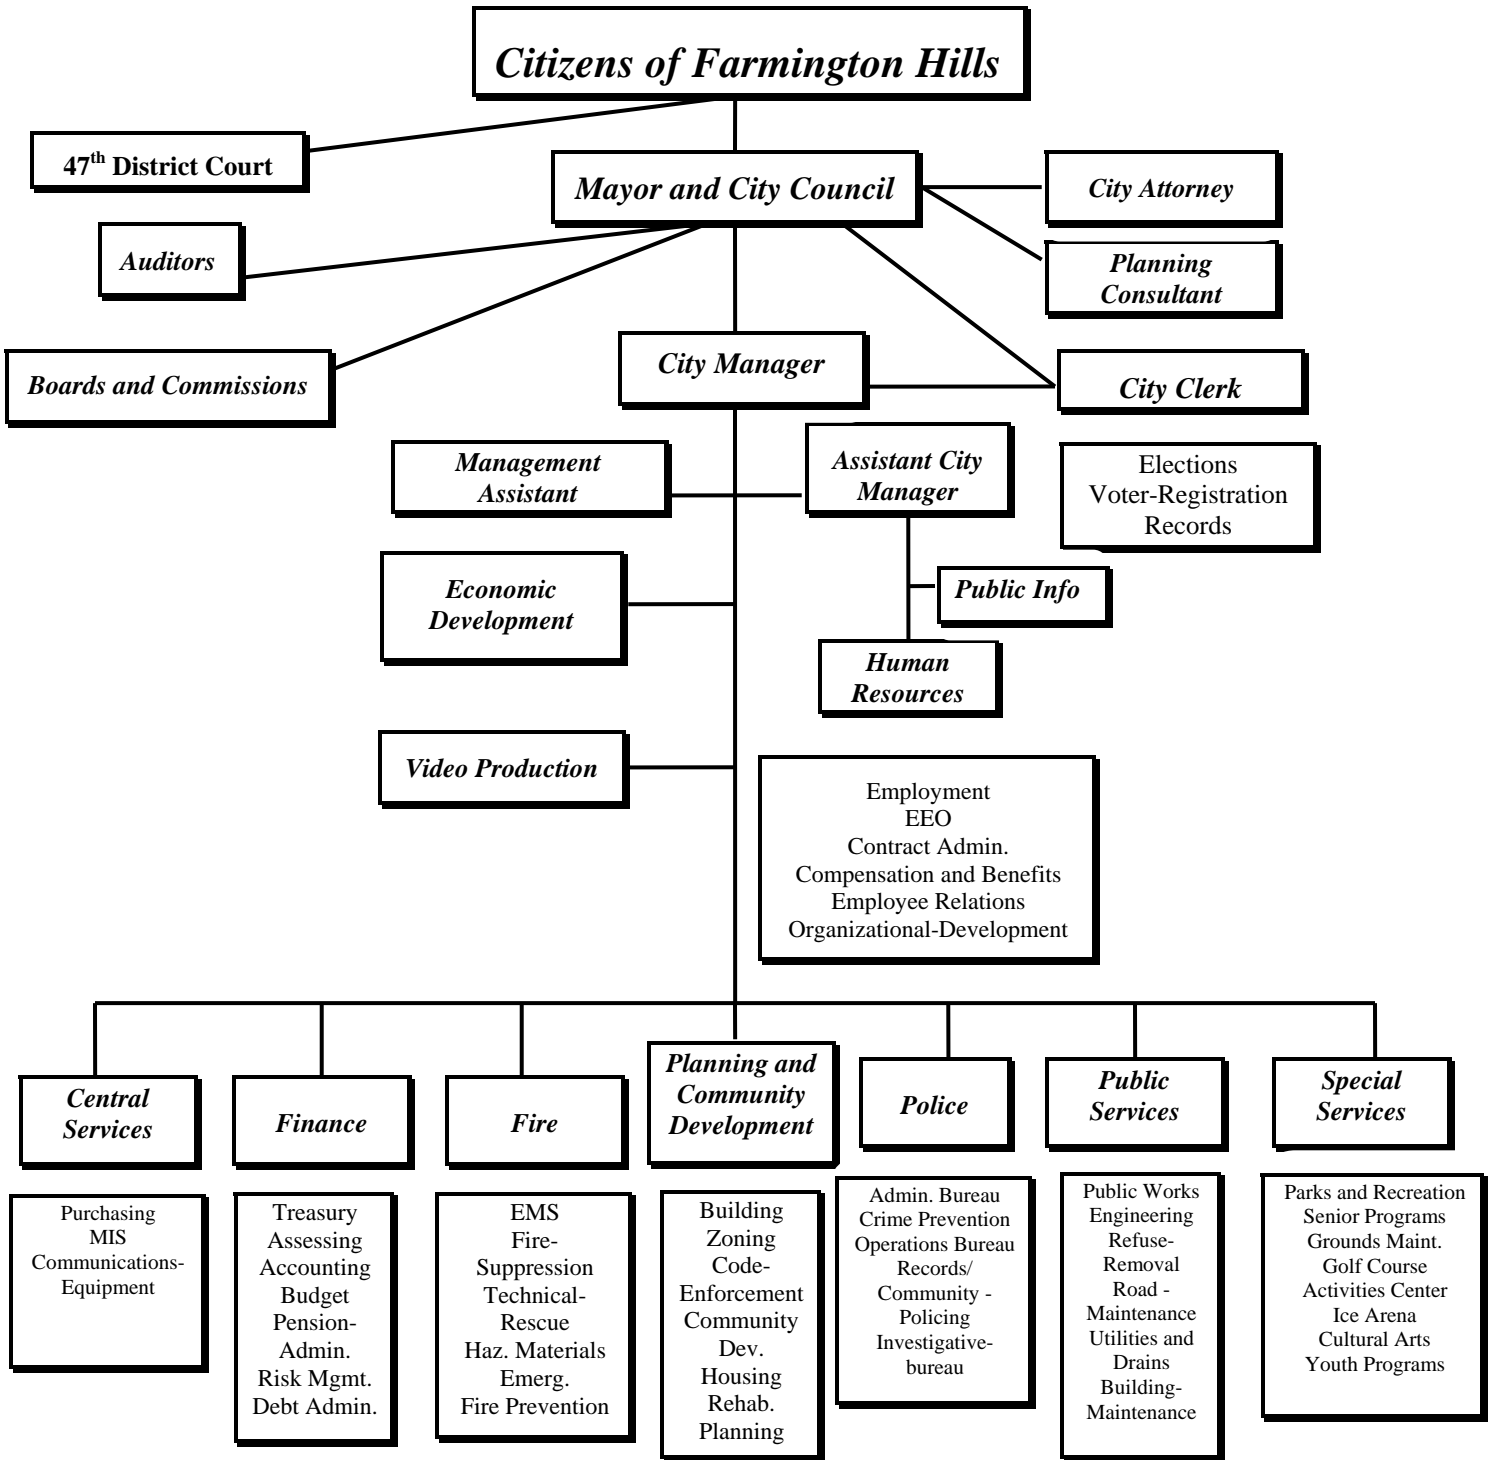 Citizens of Farmington Hills
47th District Court
Mayor and City Council
City Attorney
Auditors
Planning
Consultant
Boards and Commissions
City Manager
City Clerk
Management
Assistant
Assistant City
Manager
Elections
Voter-Registration
Records
Economic
Development
Public Info
Human
Resources
Video Production
Employment
EEO
Contract Admin.
Compensation and Benefits
Employee Relations
Organizational-Development
Central
Services
Finance
Fire
Planning and
Community
Development
Police
Public
Services
Special
Services
Purchasing
MIS
Communications-
Equipment
Treasury
Assessing
Accounting
Budget
Pension-
Admin.
Risk Mgmt.
Debt Admin.
EMS
Fire-
Suppression
Technical-
Rescue
Haz. Materials
Emerg.
Fire Prevention
Building
Zoning
Code-
Enforcement
Community
Dev.
Housing
Rehab.
Planning
Admin. Bureau
Crime Prevention
Operations Bureau
Records/
Community -
Policing
Investigative-
bureau
Public Works
Engineering
Refuse-
Removal
Road -
Maintenance
Utilities and
Drains
Building-
Maintenance
Parks and Recreation
Senior Programs
Grounds Maint.
Golf Course
Activities Center
Ice Arena
Cultural Arts
Youth Programs